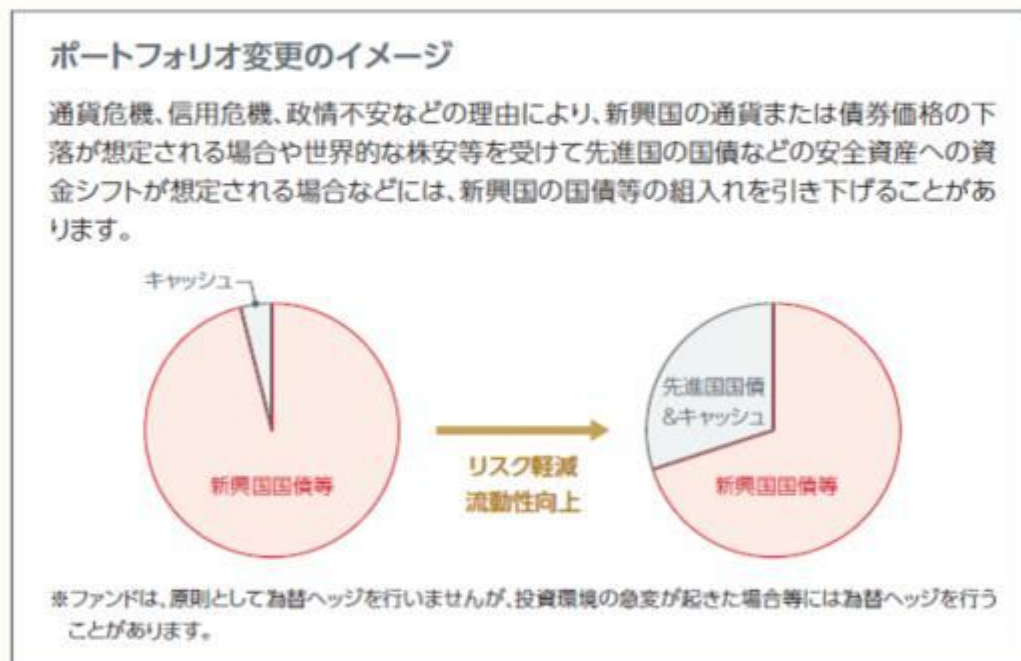 ポートフォリオ変更のイメージ
通貨危機、信用危機、政情不安などの理由により、新興国の通貨または債券価格の下
落が想定される場合や世界的な株安等を受けて先進国の国債などの安全資産への資
金シフトが想定される場合などには、新興国の国債等の組入れを引き下げることがあ
ります。
キャッシュ
新興国国債等
リスク軽減
流動性向上
先進国国債
&キャッシュ
新興国国債等
※ファンドは、原則として為替ヘッジを行いませんが、投資環境の急変が起きた場合等には為替ヘッジを行う
ことがあります。